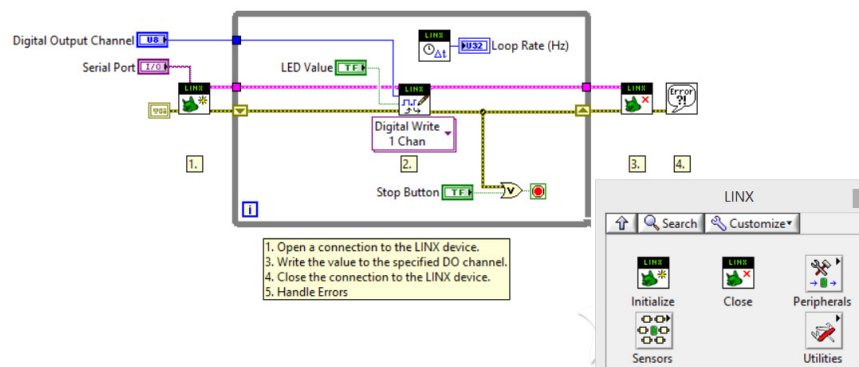 Digital Output Channel
U8
Serial Port
I/O
LINX
LED Value
TF
LINX
U32
Loop Rate (Hz)
LINX
Digital Write
1 Chan
LINX
Error
?!
1.
2.
3.
4.
Stop Button
TF
i
1. Open a connection to the LINX device.
3. Write the value to the specified DO channel.
4. Close the connection to the LINX device.
5. Handle Errors
LINX
Search
Customize
LINX
LINX
Initialize
Close
Peripherals
Sensors
Utilities